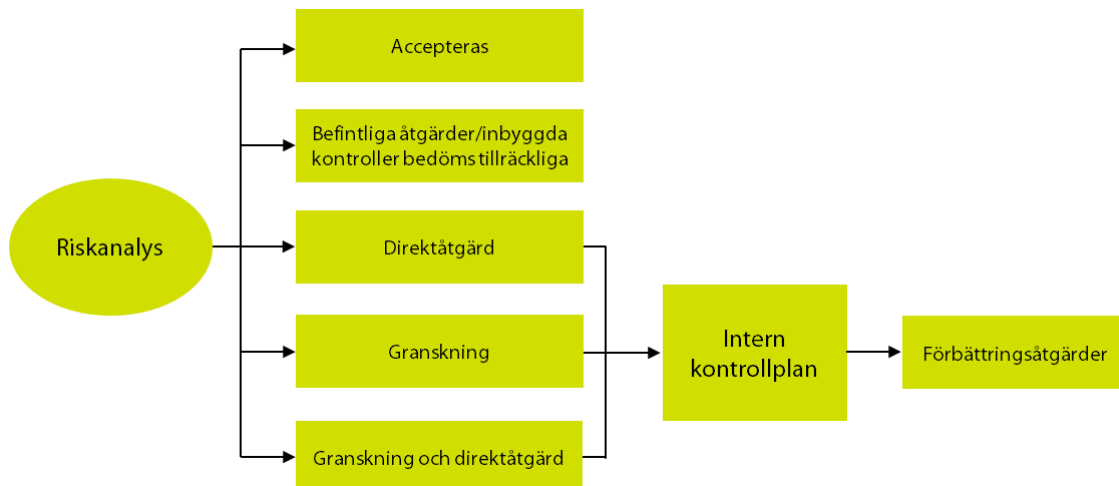 Accepteras
Befintliga åtgärder/inbyggda
kontroller bedöms tillräckliga
Riskanalys
Direktåtgärd
Granskning
Intern
kontrollplan
Förbättringsåtgärder
Granskning och direktåtgärd